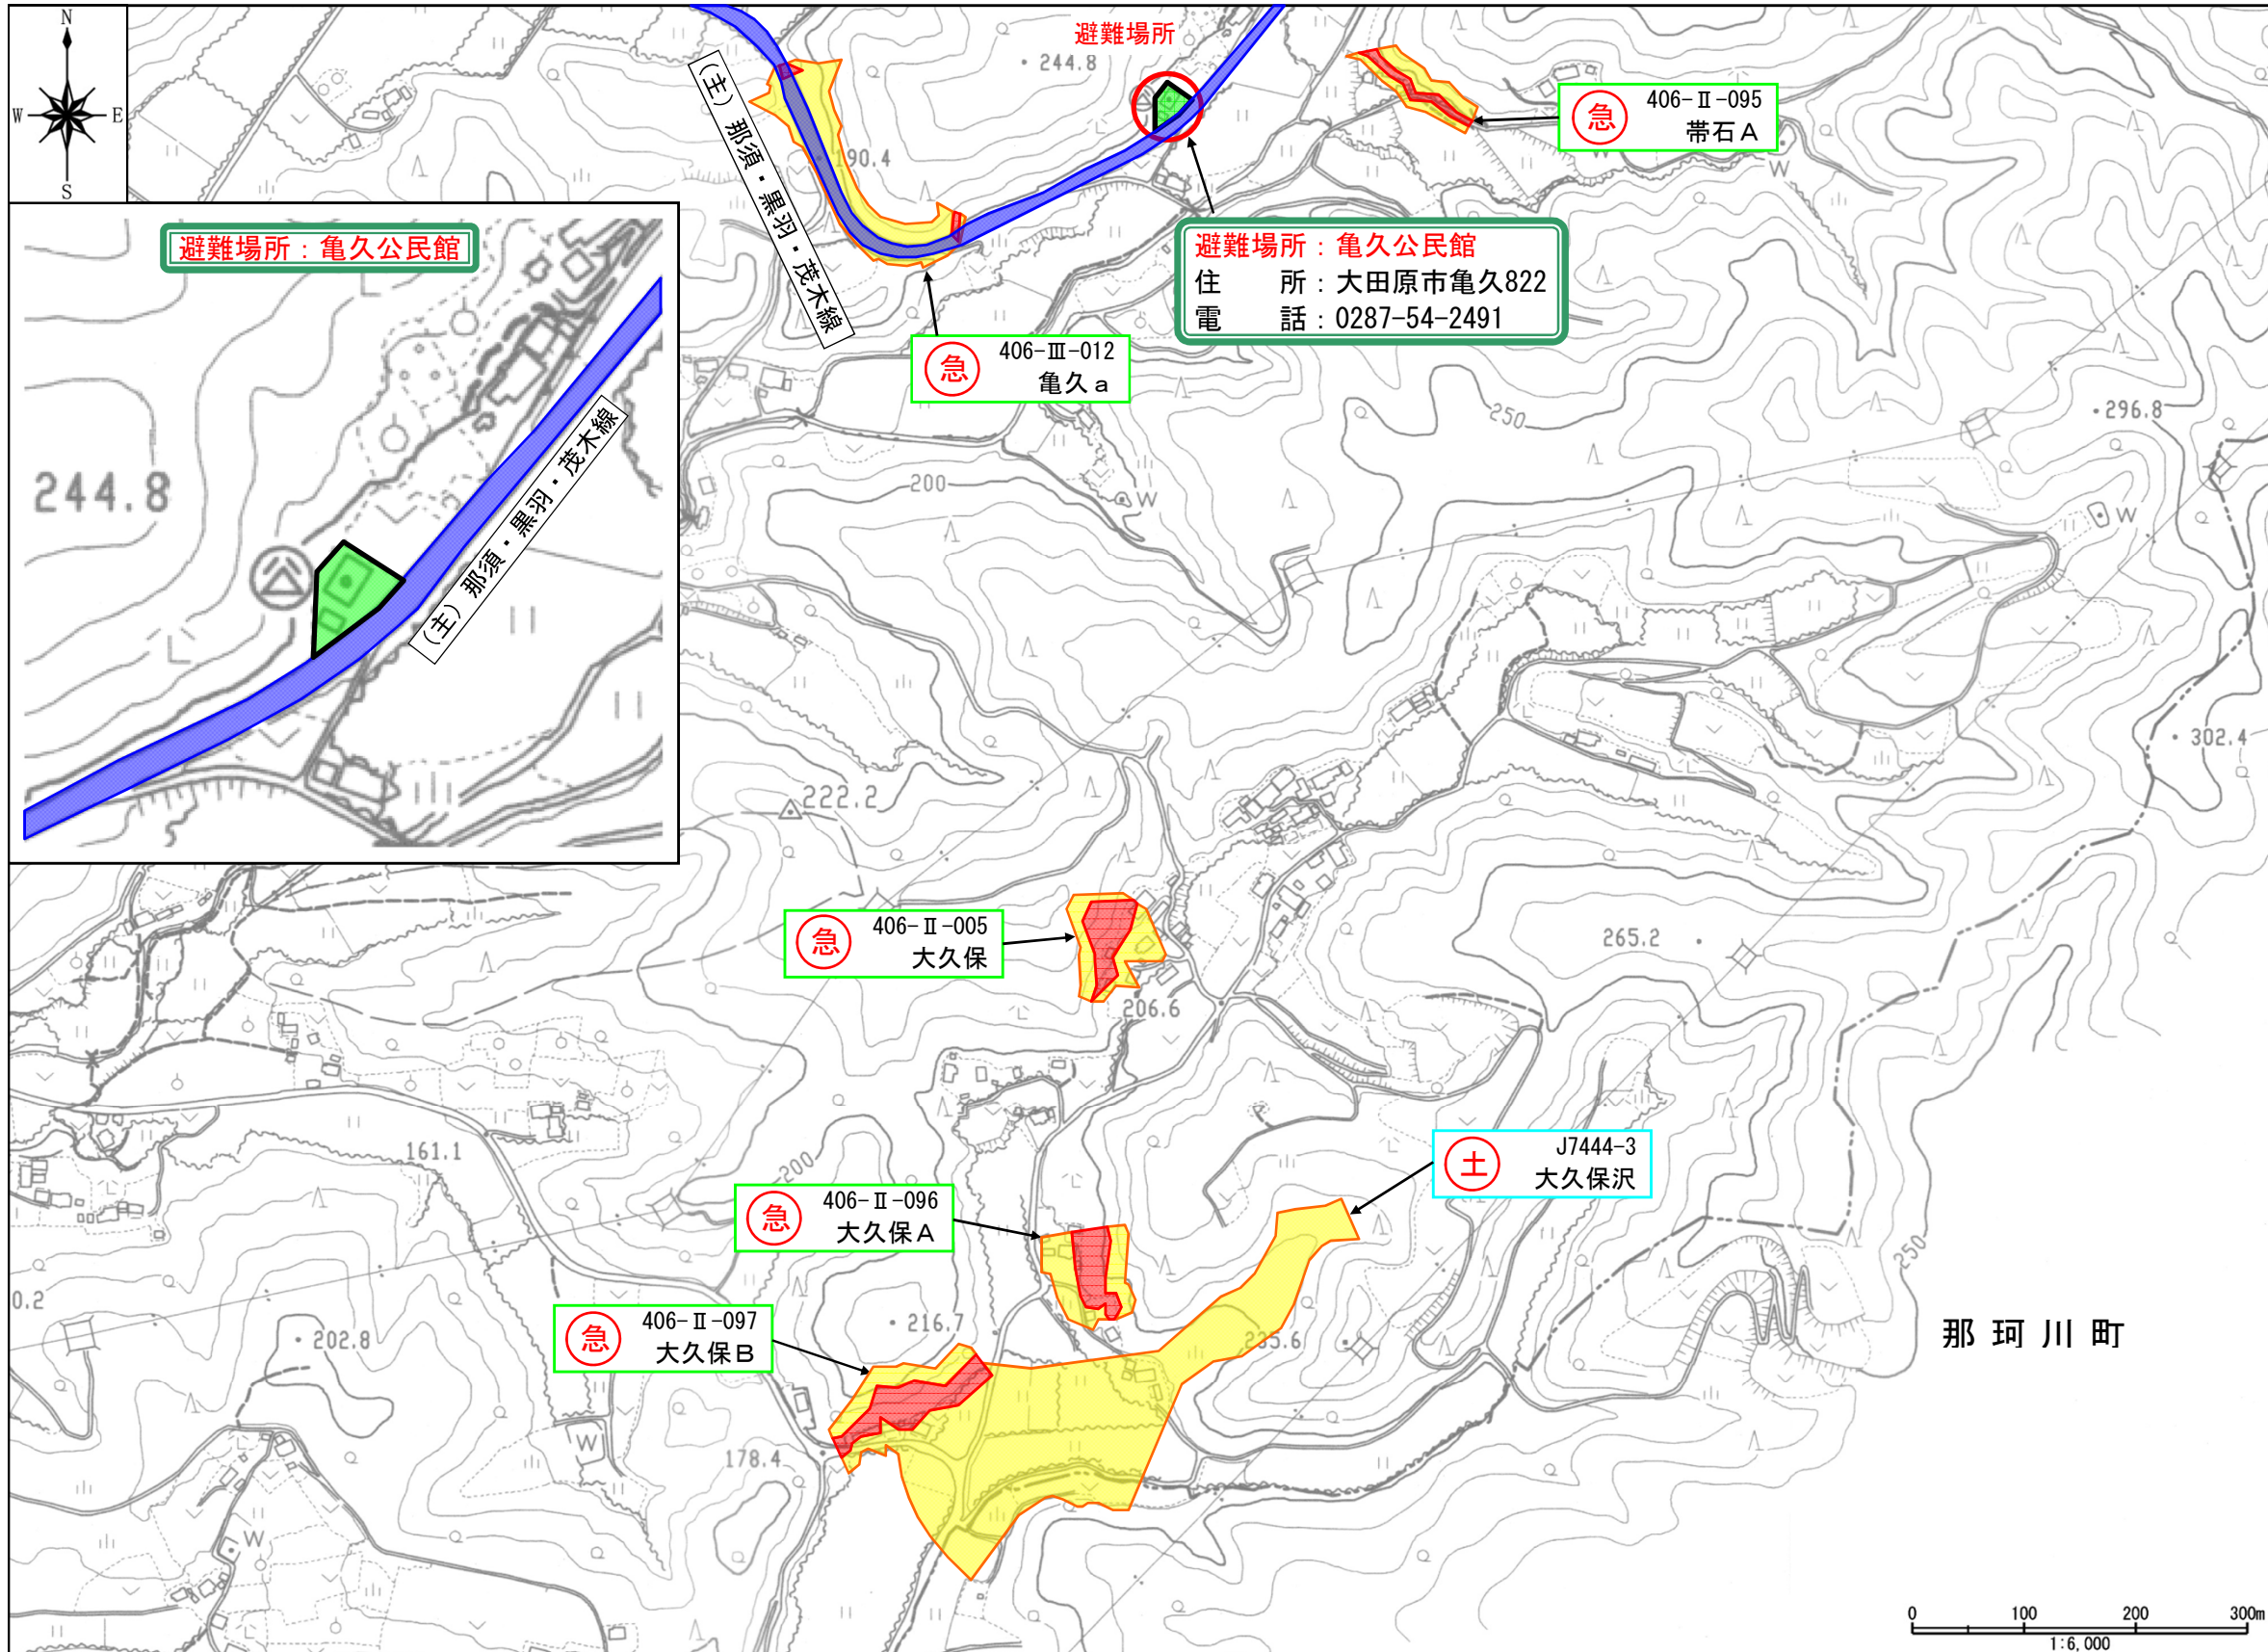 N
W
E
S
避難場所
244.8
(主) 那須・黒羽・茂木線
190.4
急
406-Ⅱ-095
帯石A
W
W
避難場所：亀久公民館
住　　所：大田原市亀久822
電　　話：0287-54-2491
急
406-Ⅲ-012
亀久a
避難場所：亀久公民館
244.8
(主) 那須・黒羽・茂木線
250
296.8
200
W
W
302.4
222.2
急
406-Ⅱ-005
大久保
265.2
206.6
161.1
200
土
J7444-3
大久保沢
急
406-Ⅱ-096
大久保A
250
0.2
202.8
急
406-Ⅱ-097
大久保B
216.7
235.6
那珂川町
W
178.4
W
0
100
200
300m
1:6,000